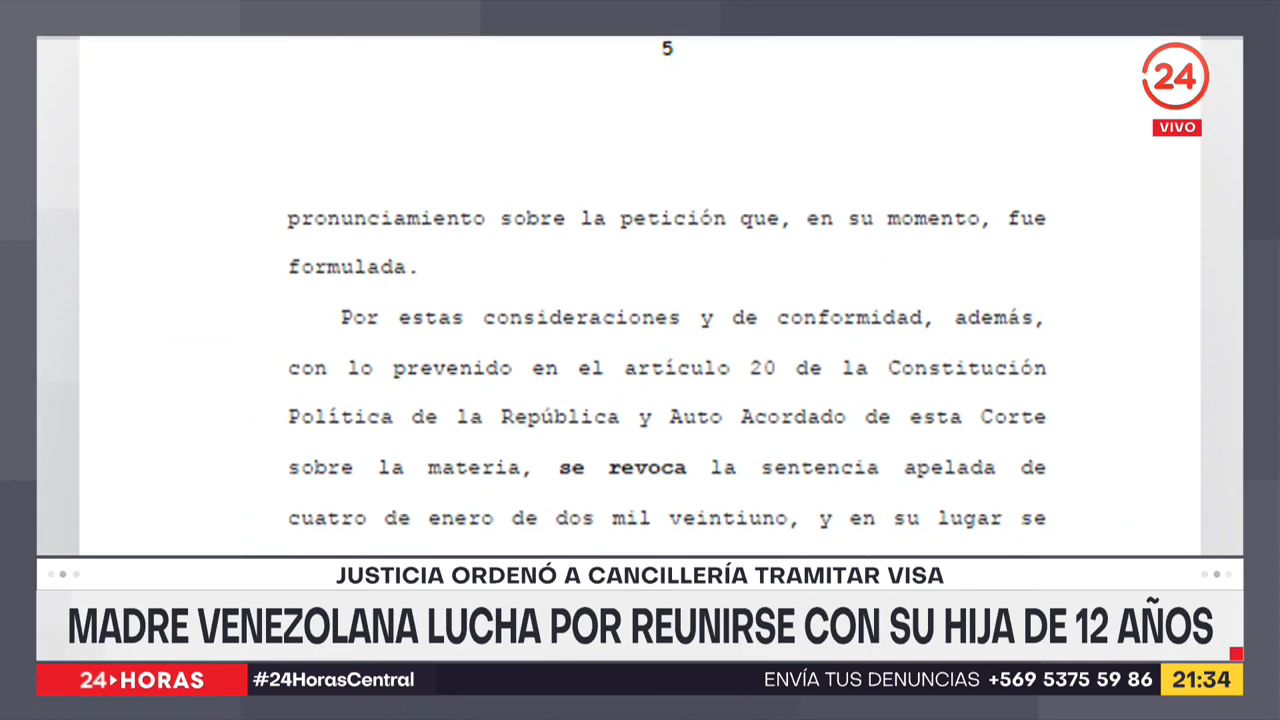 5
24
VIVO
pronunciamiento sobre la petición que, en su momento, fue
formulada.
Por estas consideraciones y de conformidad, además,
con lo prevenido en el artículo 20 de la Constitución
Política de la República y Auto Acordado de esta Corte
sobre la materia, se revoca la sentencia apelada de
cuatro de enero de dos mil veintiuno, y en su lugar se
JUSTICIA ORDENÓ A CANCILLERÍA TRAMITAR VISA
MADRE VENEZOLANA LUCHA POR REUNIRSE CON SU HIJA DE 12 AÑOS
24 HORAS #24HorasCentral ENVÍA TUS DENUNCIAS +569 5375 59 86 21:34